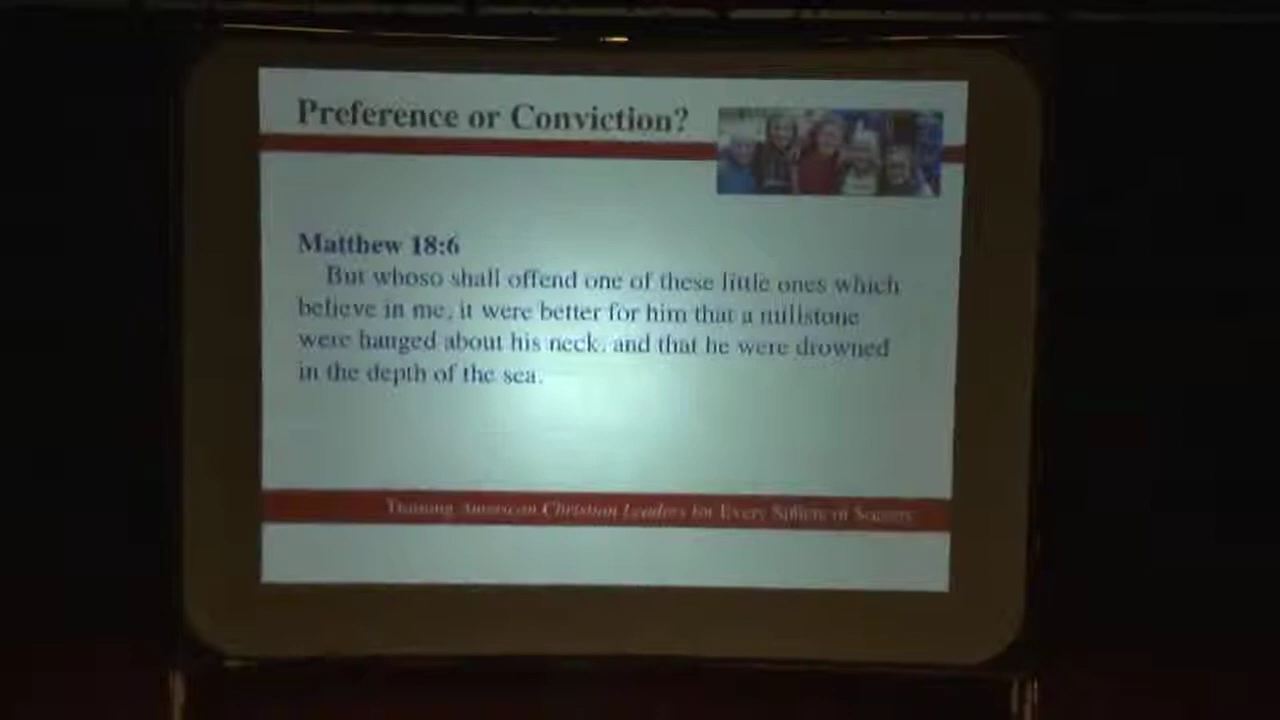 Preference or Conviction?
Matthew 18:6
But whoso shall offend one of these little ones which
believe in me, it were better for him that a millstone
were hanged about his neck, and that he were drowned
in the depth of the sea.
Training American Christian Leaders for Every Sphere of Society